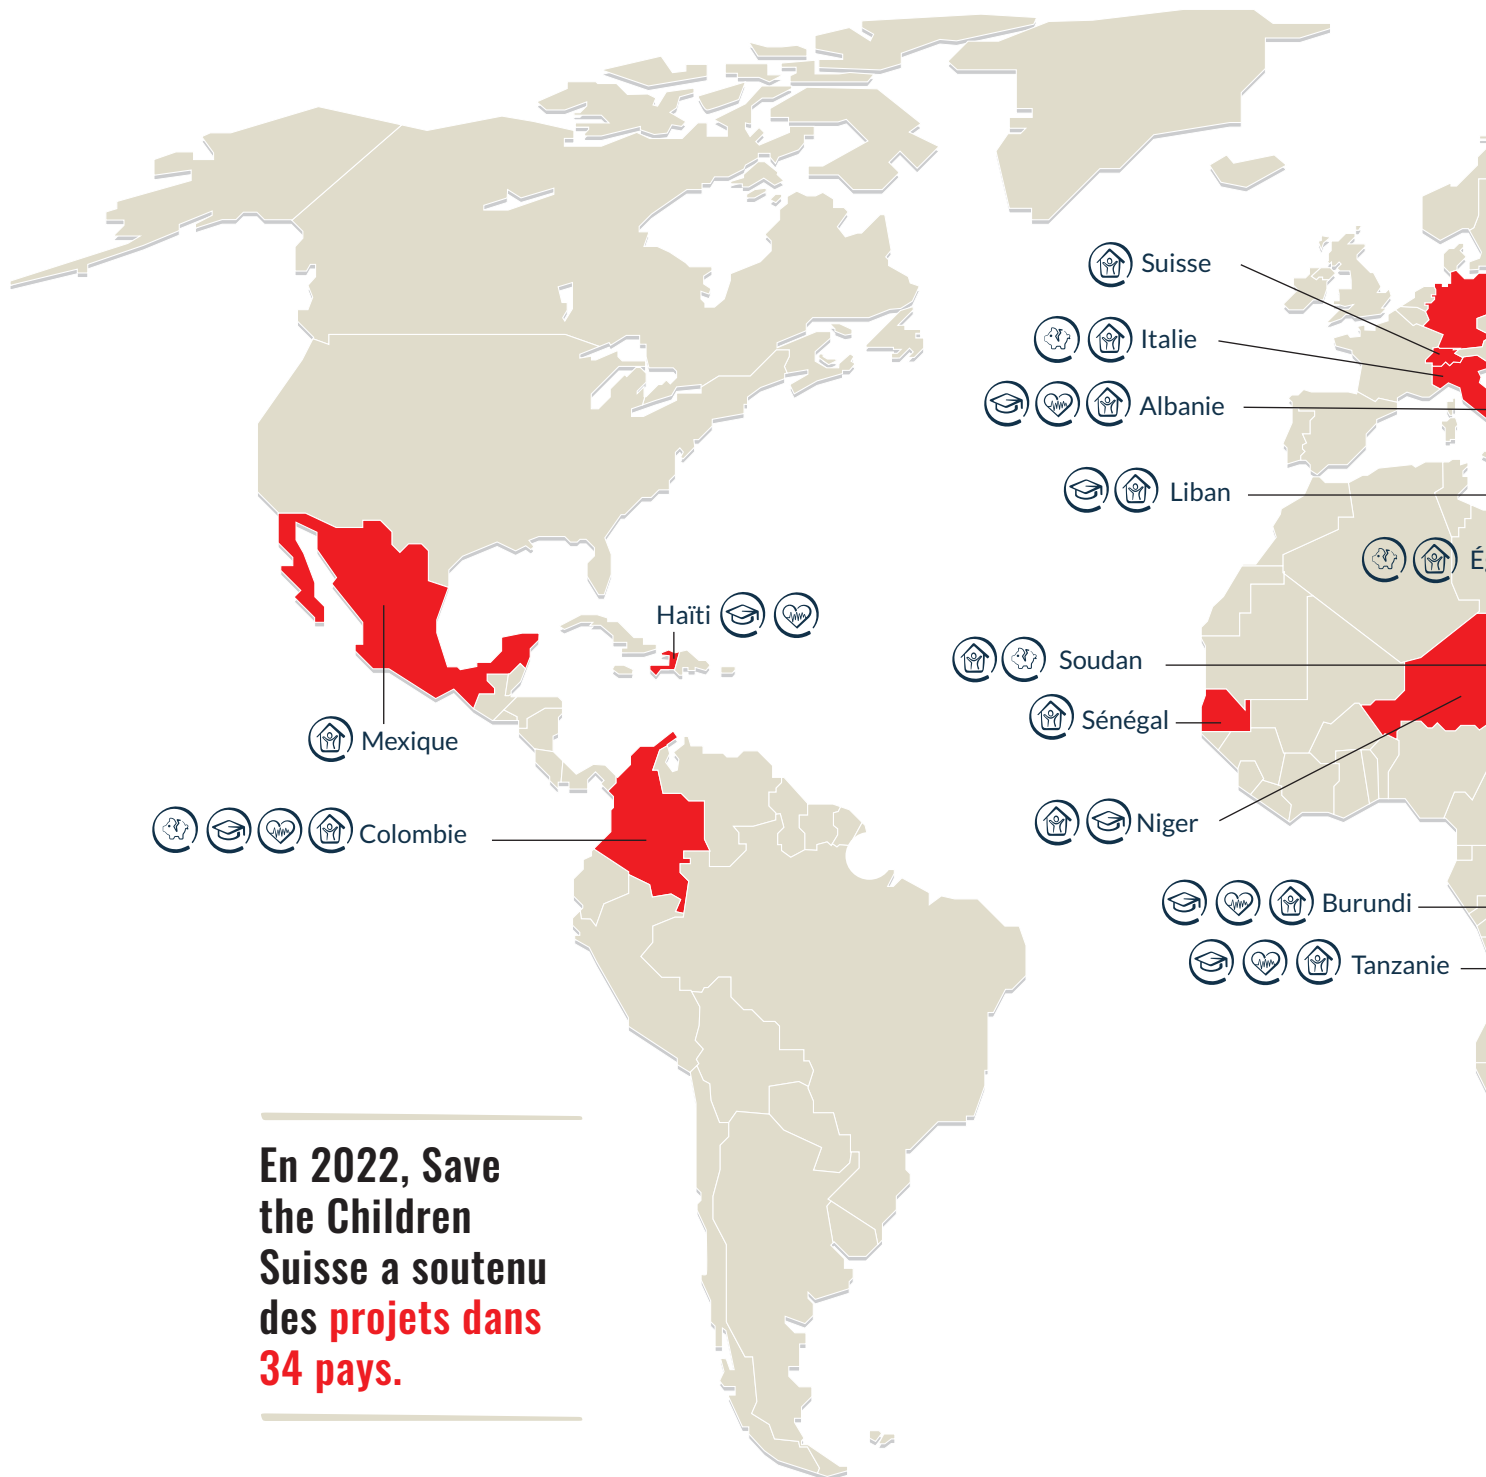 Suisse
Italie
Albanie
Liban
Haïti
Soudan
Sénégal
Mexique
Colombie
Niger
Burundi
Tanzanie
En 2022, Save
the Children
Suisse a soutenu
des projets dans
34 pays.